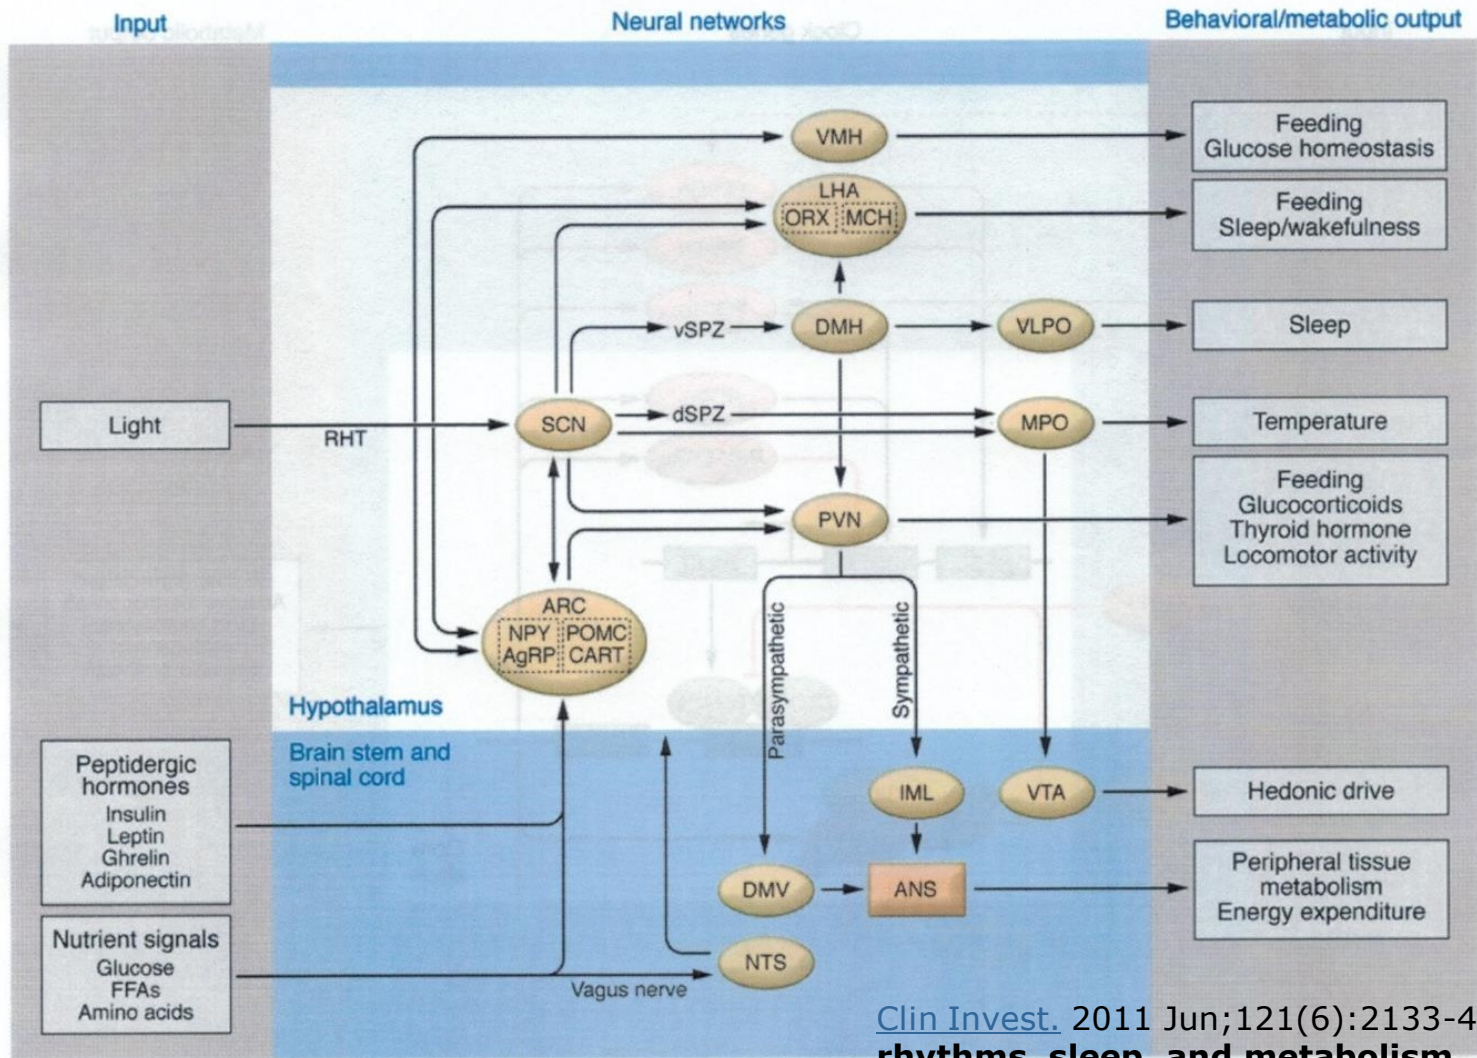 Input
Neural networks
Behavioral/metabolic output
VMH
Feeding
Glucose homeostasis
LHA
ORX MCH
Feeding
Sleep/wakefulness
vSPZ
DMH
VLPO
Sleep
Light
RHT
SCN
dSPZ
MPO
Temperature
PVN
Feeding
Glucocorticoids
Thyroid hormone
Locomotor activity
ARC
NPY POMC
AgRP CART
Parasympathetic
Sympathetic
Hypothalamus
Brain stem and
spinal cord
Peptidergic
hormones
Insulin
Leptin
Ghrelin
Adiponectin
IML
VTA
Hedonic drive
DMV
ANS
Peripheral tissue
metabolism
Energy expenditure
Nutrient signals
Glucose
FFAs
Amino acids
NTS
Vagus nerve
Clin Invest. 2011 Jun;121(6):2133-4
rhythms, sleep, and metabolism